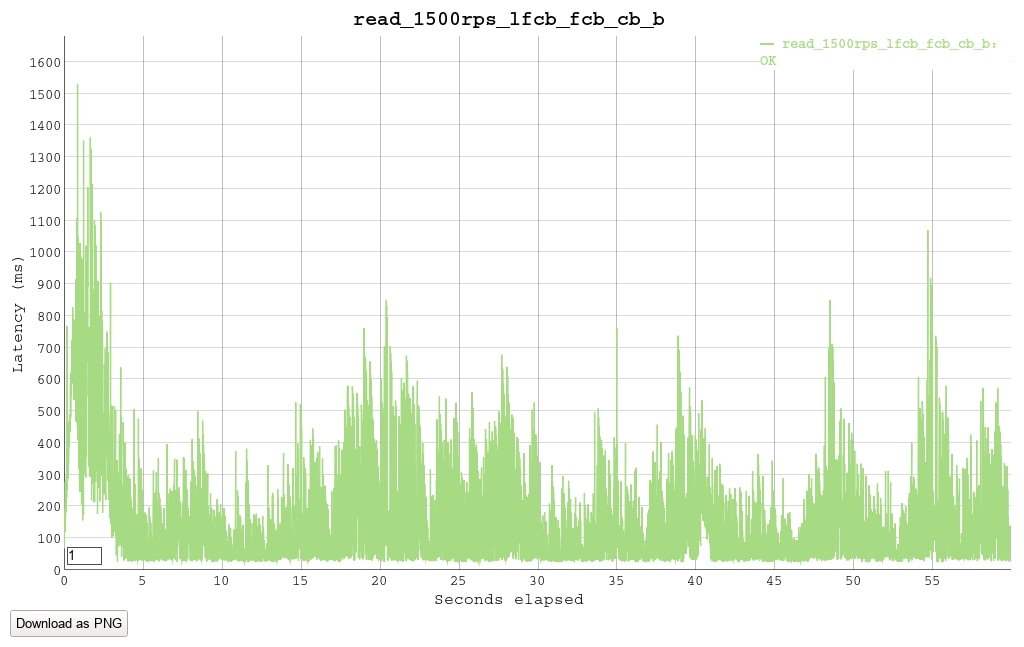 read_1500rps_lfcb_fcb_cb_b
read_1500rps_lfcb_fcb_cb_b:
OK
1600
1500
1400
1300
1200
1100
1000
900
800
700
600
500
400
300
200
100
0
Latency (ms)
1
0 5 10 15 20 25 30 35 40 45 50 55
Seconds elapsed
Download as PNG